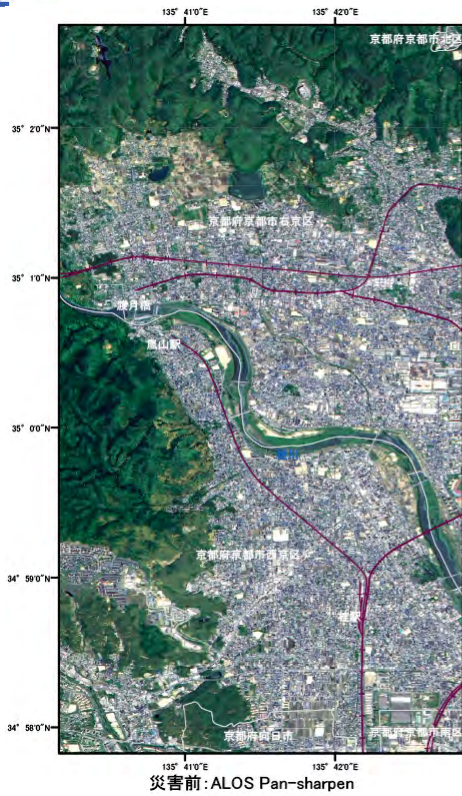 135° 41'0"E
135° 42'0"E
京都府京都市北区
35° 2'0"N
京都府京都市右京区
35° 1'0"N
渡月橋
嵐山駅
35° 0'0"N
桂川
34° 59'0"N
京都府京都市西京区
桂駅
34° 58'0"N
京都府向日市
京都府京都市南区
135° 41'0"E
135° 42'0"E
災害前:ALOS Pan-sharpen